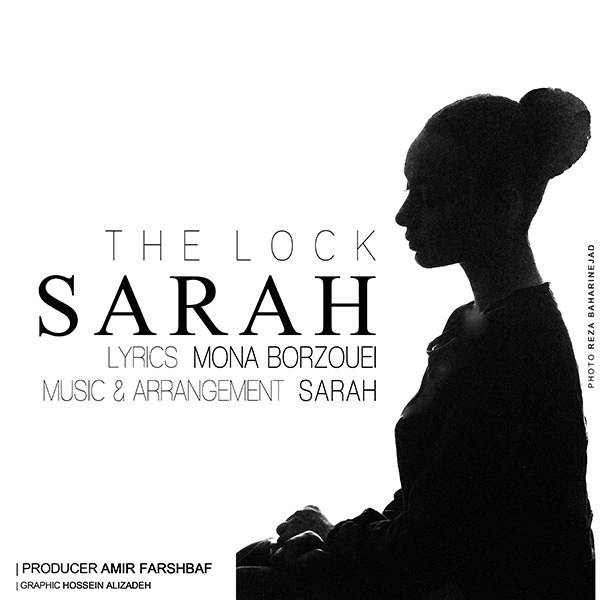 THE LOCK
SARAH
LYRICS MONA BORZOUEI
MUSIC & ARRANGEMENT SARAH
PHOTO REZA BAHARINEJAD
| PRODUCER AMIR FARSHBAF
| GRAPHIC HOSSEIN ALIZADEH